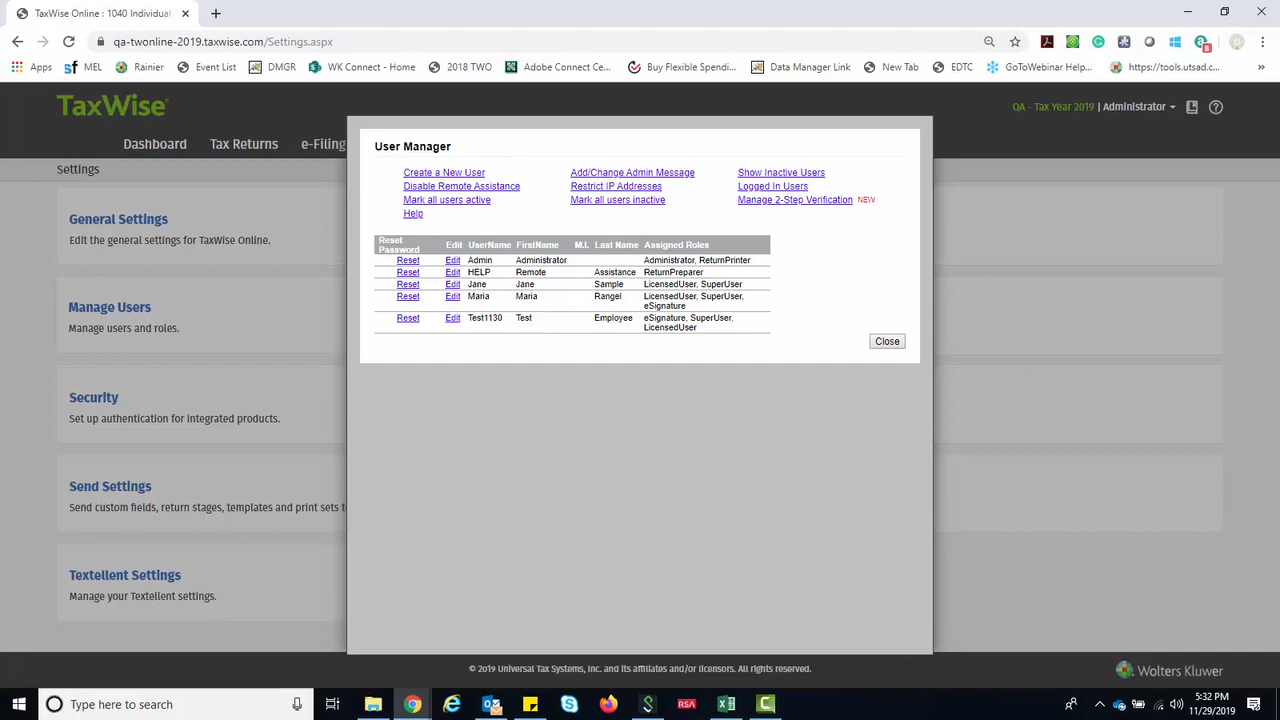 TaxWise Online : 1040 Individual
qa-twonline-2019.taxwise.com/Settings.aspx
8
Apps MEL Rainier Event List DMGR WK Connect - Home 2018 TWO Adobe Connect Ce... Buy Flexible Spendi... Data Manager Link New Tab EDTC GoToWebinar Help... https://tools.utsad.c... »
TaxWise
QA - Tax Year 2019 | Administrator
Dashboard Tax Returns e-Filing
Settings
General Settings
Edit the general settings for TaxWise Online.
Manage Users
Manage users and roles.
Security
Set up authentication for integrated products.
Send Settings
Send custom fields, return stages, templates and print sets t
Textellent Settings
Manage your Textellent settings.
User Manager
Create a New User Add/Change Admin Message Show Inactive Users
Disable Remote Assistance Restrict IP Addresses Logged In Users
Mark all users active Mark all users inactive Manage 2-Step Verification NEW
Help
Reset Password Edit UserName FirstName M.I. Last Name Assigned Roles
Reset Edit Admin Administrator Administrator, ReturnPrinter
Reset Edit HELP Remote Assistance ReturnPreparer
Reset Edit Jane Jane Sample LicensedUser, SuperUser
Reset Edit Maria Maria Rangel LicensedUser, SuperUser,
eSignature
Reset Edit Test1130 Test Employee eSignature, SuperUser,
LicensedUser
Close
© 2019 Universal Tax Systems, Inc. and its affiliates and/or licensors. All rights reserved.
Wolters Kluwer
Type here to search
RSA
5:32 PM
11/29/2019